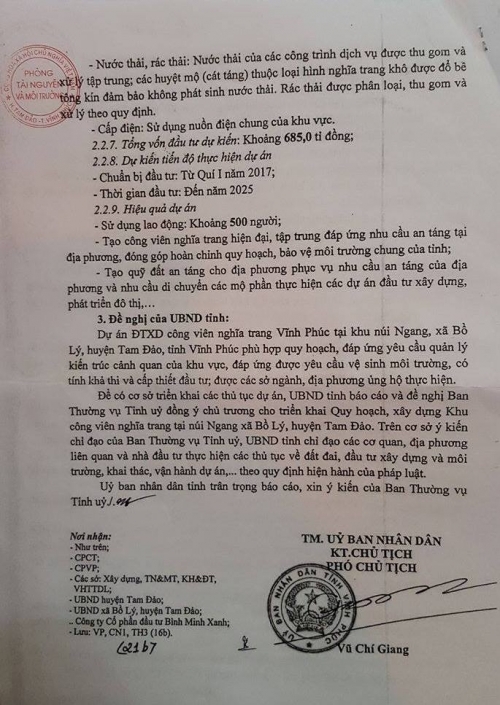 PHÒNG
TÀI NGUYÊN
VÀ MÔI TRƯỜNG
- Nước thải, rác thải: Nước thải của các công trình dịch vụ được thu gom và
xử lý tập trung; các huyệt mộ (cát táng) thuộc loại hình nghĩa trang khô được đổ bê
tông kín đảm bảo không phát sinh nước thải. Rác thải được phân loại, thu gom và
xử lý theo quy định.
- Cấp điện: Sử dụng nuồn điện chung của khu vực.
2.2.7. Tổng vốn đầu tư dự kiến: Khoảng 685,0 tỉ đồng;
2.2.8. Dự kiến tiến độ thực hiện dự án
- Chuẩn bị đầu tư: Từ Quí I năm 2017;
- Thời gian đầu tư: Đến năm 2025
2.2.9. Hiệu quả dự án
- Sử dụng lao động: Khoảng 500 người;
- Tạo công viên nghĩa trang hiện đại, tập trung đáp ứng nhu cầu an táng tại
địa phương, đóng góp hoàn chỉnh quy hoạch, bảo vệ môi trường chung của tỉnh;
- Tạo quỹ đất an táng cho địa phương phục vụ nhu cầu an táng của địa
phương và nhu cầu di chuyển các mộ phần thực hiện các dự án đầu tư xây dựng,
phát triển đô thị,...
3. Đề nghị của UBND tỉnh:
Dự án ĐTXD công viên nghĩa trang Vĩnh Phúc tại khu núi Ngang, xã Bồ
Lý, huyện Tam Đảo, tỉnh Vĩnh Phúc phù hợp quy hoạch, đáp ứng yêu cầu quản lý
kiến trúc cảnh quan của khu vực, đáp ứng được yêu cầu vệ sinh môi trường, có
tính khả thi và cấp thiết đầu tư; được các sở ngành, địa phương ủng hộ thực hiện.
Để có cơ sở triển khai các thủ tục dự án, UBND tỉnh báo cáo và đề nghị Ban
Thường vụ Tỉnh uỷ đồng ý chủ trương cho triển khai Quy hoạch, xây dựng Khu
công viên nghĩa trang tại núi Ngang xã Bồ Lý, huyện Tam Đảo. Trên cơ sở ý kiến
chỉ đạo của Ban Thường vụ Tỉnh uỷ, UBND tỉnh chỉ đạo các cơ quan, địa phương
liên quan và nhà đầu tư thực hiện các thủ tục về đất đai, đầu tư xây dựng và môi
trường, khai thác, vận hành dự án,... theo quy định hiện hành của pháp luật.
Uỷ ban nhân dân tỉnh trân trọng báo cáo, xin ý kiến của Ban Thường vụ
Tỉnh uỷ./.
Nơi nhận:
- Như trên;
- CPCT;
- CPVP;
- Các sở: Xây dựng, TN&MT, KH&ĐT,
VHTTDL;
- UBND huyện Tam Đảo;
- UBND xã Bồ Lý, huyện Tam Đảo;
.. Công ty Cổ phần đầu tư Bình Minh Xanh;
- Lưu: VP, CN1, TH3 (16b).
TM. UỶ BAN NHÂN DÂN
KT.CHỦ TỊCH
PHÓ CHỦ TỊCH
ỦY BAN NHÂN DÂN TỈNH VĨNH PHÚC
Vũ Chí Giang